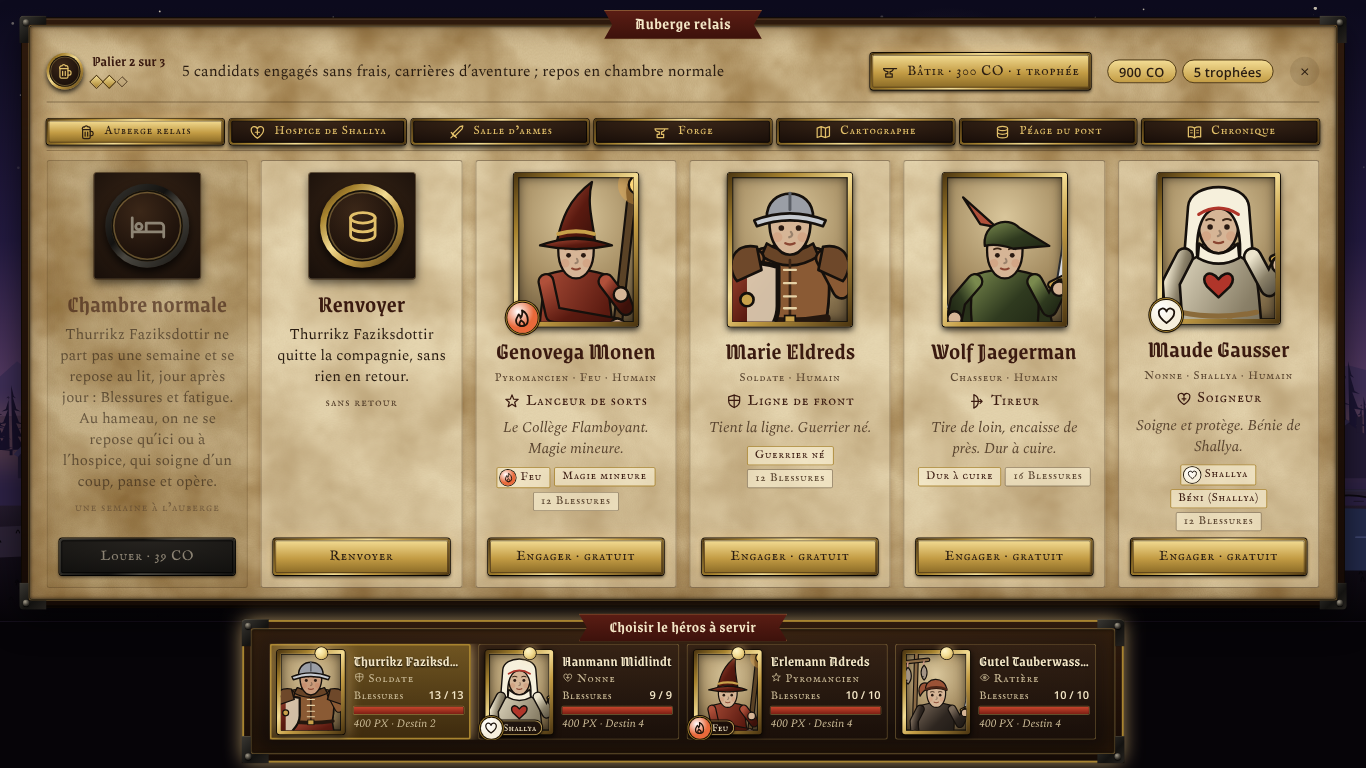 Auberge relais
Palier 2 sur 3
5 candidats engagés sans frais, carrières d'aventure ; repos en chambre normale
Bâtir · 300 CO · 1 trophée
900 CO
5 trophées
×
Auberge relais
Hospice de Shallya
Salle d'armes
Forge
Cartographe
Péage du pont
Chronique
Chambre normale
Thurrikz Faziksdottir ne
part pas une semaine et se
repose au lit, jour après
jour : Blessures et fatigue.
Au hameau, on ne se
repose qu'ici ou à
l'hospice, qui soigne d'un
coup, panse et opère.
une semaine à l'auberge
Louer · 39 CO
Renvoyer
Thurrikz Faziksdottir
quitte la compagnie, sans
rien en retour.
sans retour
Renvoyer
Genovega Monen
Pyromancien · Feu · Humain
Lanceur de sorts
Le Collège Flamboyant.
Magie mineure.
Feu
Magie mineure
12 Blessures
Engager · gratuit
Marie Eldreds
Soldate · Humain
Ligne de front
Tient la ligne. Guerrier né.
Guerrier né
12 Blessures
Engager · gratuit
Wolf Jaegerman
Chasseur · Humain
Tireur
Tire de loin, encaisse de
près. Dur à cuire.
Dur à cuire
16 Blessures
Engager · gratuit
Maude Gausser
Nonne · Shallya · Humain
Soigneur
Soigne et protège. Bénie de
Shallya.
Shallya
Béni (Shallya)
12 Blessures
Engager · gratuit
Choisir le héros à servir
Thurrikz Faziksd...
Soldate
Blessures 13 / 13
400 PX · Destin 2
Hanmann Midlindt
Nonne
Blessures 9 / 9
400 PX · Destin 4
Shallya
Erlemann Adreds
Pyromancien
Blessures 10 / 10
400 PX · Destin 4
Feu
Gutel Tauberwass...
Ratière
Blessures 10 / 10
400 PX · Destin 4